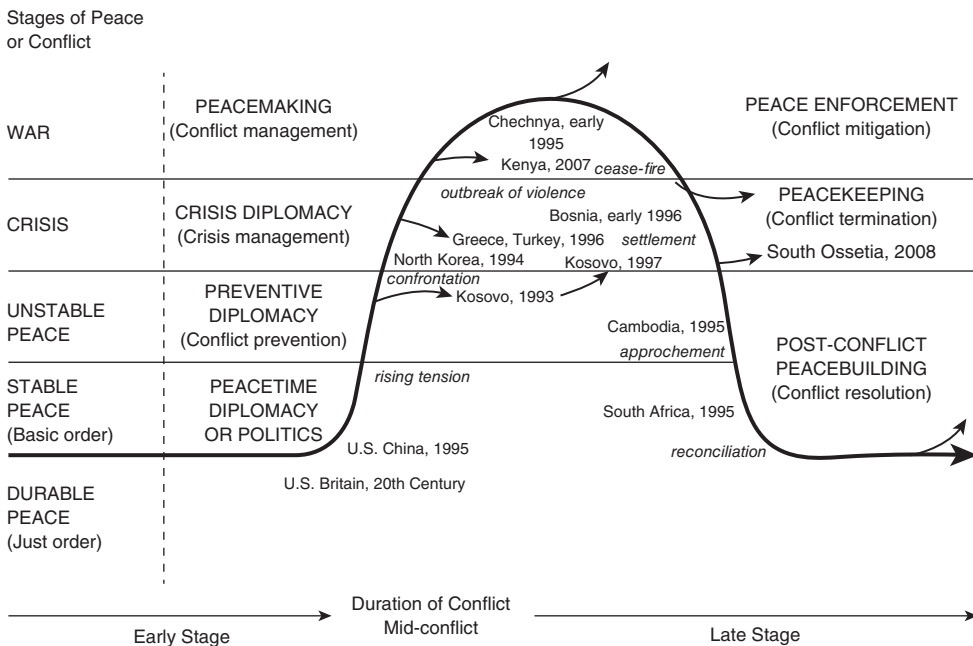 Stages of Peace
or Conflict
WAR
PEACEMAKING
(Conflict management)
Chechnya, early
1995
Kenya, 2007
cease-fire
PEACE ENFORCEMENT
(Conflict mitigation)
outbreak of violence
CRISIS
CRISIS DIPLOMACY
(Crisis management)
Bosnia, early 1996
Greece, Turkey, 1996
settlement
North Korea, 1994
Kosovo, 1997
confrontation
PEACEKEEPING
(Conflict termination)
South Ossetia, 2008
UNSTABLE
PEACE
PREVENTIVE
DIPLOMACY
(Conflict prevention)
Kosovo, 1993
Cambodia, 1995
approchement
rising tension
POST-CONFLICT
PEACEBUILDING
(Conflict resolution)
STABLE
PEACE
(Basic order)
PEACETIME
DIPLOMACY
OR POLITICS
South Africa, 1995
U.S. China, 1995
reconciliation
U.S. Britain, 20th Century
DURABLE
PEACE
(Just order)
Early Stage
Duration of Conflict
Mid-conflict
Late Stage